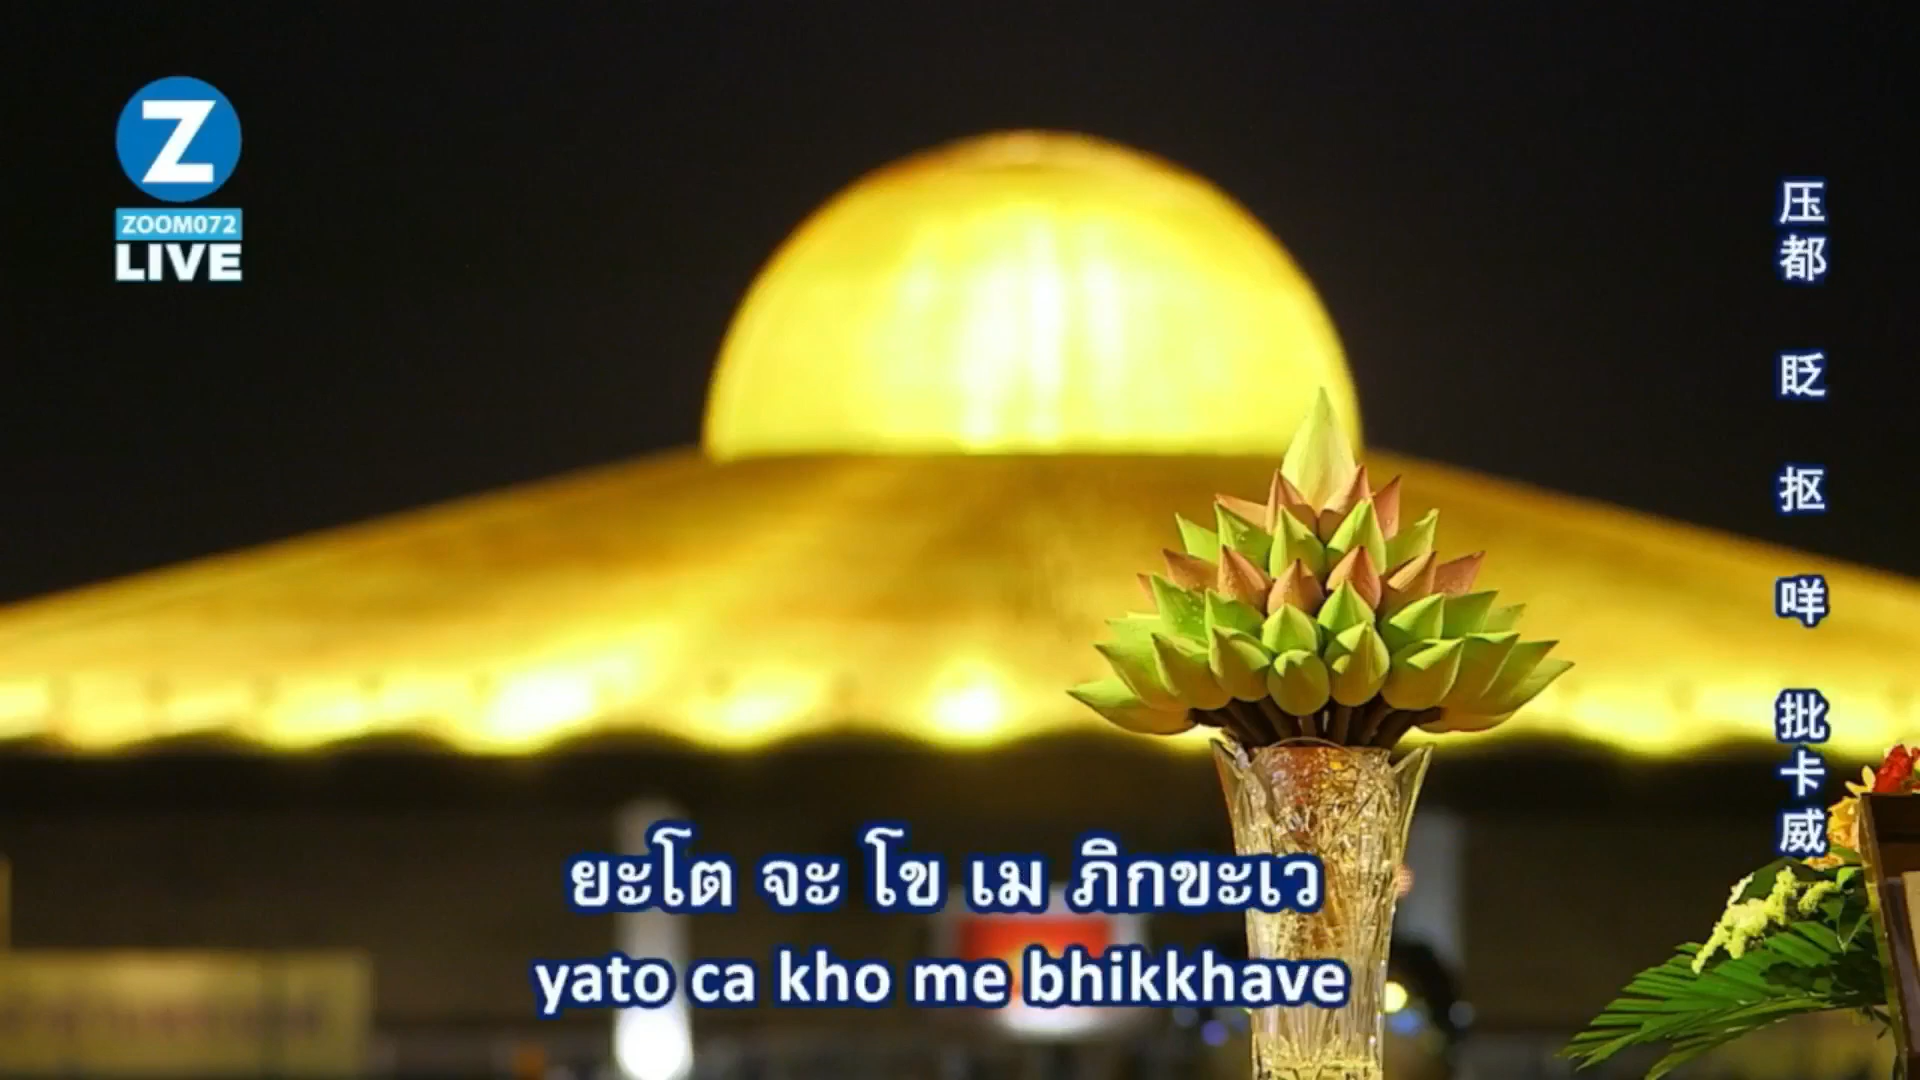 Z
ZOOM072
LIVE
压都 眨 抠 咩 批卡威
ยะโต จะ โข เม ภิกขะเว
yato ca kho me bhikkhave